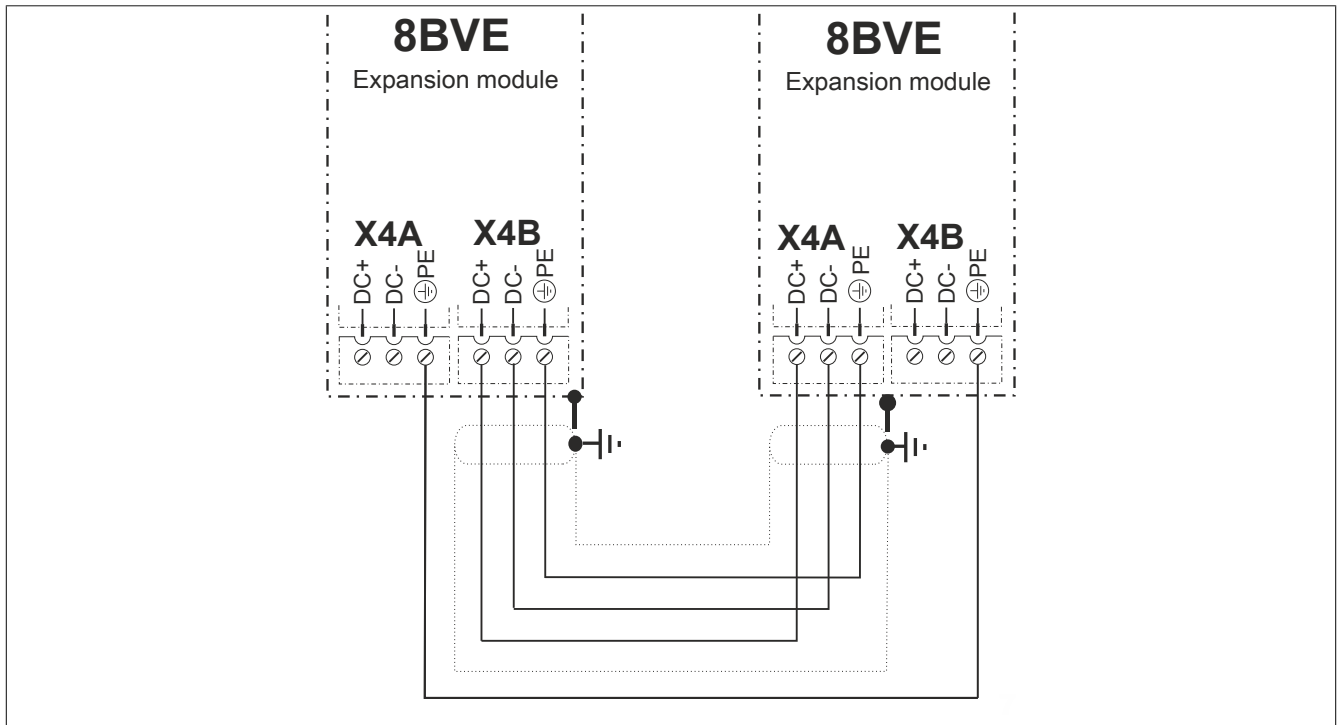 8BVE
Expansion module
X4A X4B
DC+ DC- PE DC+ DC- PE
8BVE
Expansion module
X4A X4B
DC+ DC- PE DC+ DC- PE